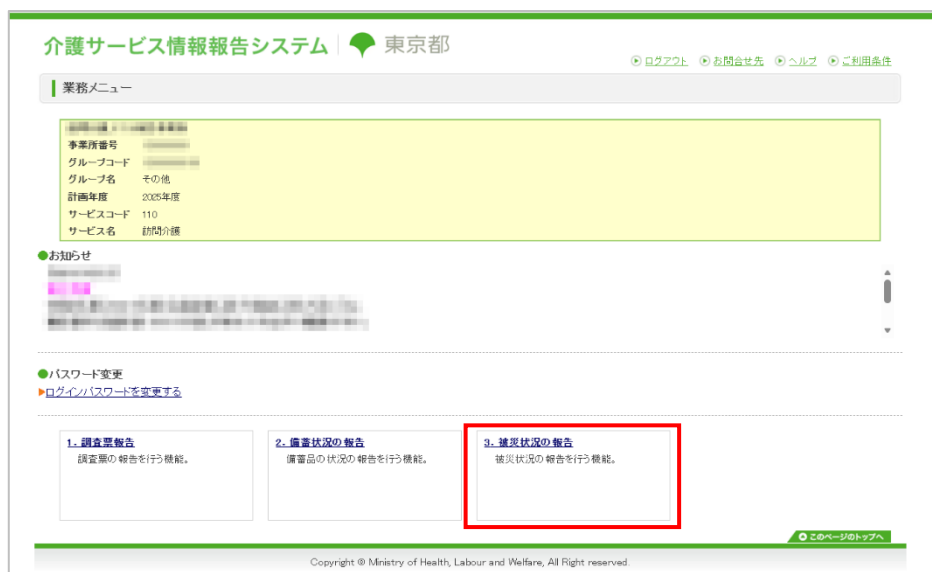 介護サービス情報報告システム 東京都
ログアウト お問合せ先 ヘルプ ご利用条件
業務メニュー
事業所番号
グループコード
グループ名 その他
計画年度 2025年度
サービスコード 110
サービス名 訪問介護
●お知らせ
●パスワード変更
▶ログインパスワードを変更する
1. 調査票報告
調査票の報告を行う機能。
2. 備蓄状況の報告
備蓄品の状況の報告を行う機能。
3. 被災状況の報告
被災状況の報告を行う機能。
このページのトップへ
Copyright © Ministry of Health, Labour and Welfare, All Right reserved.